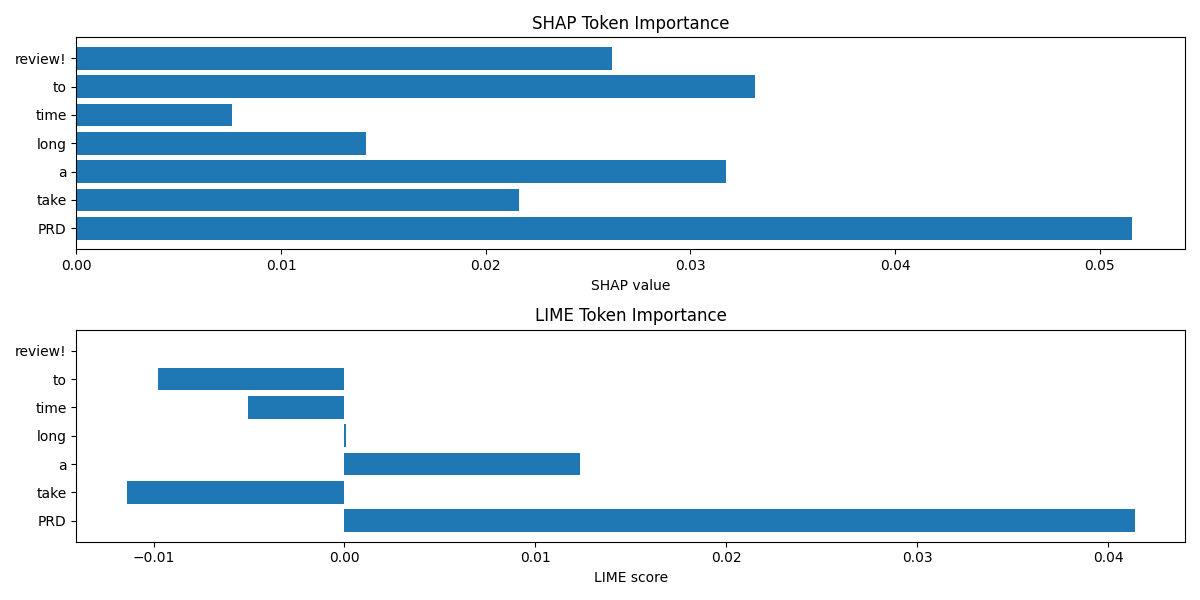 SHAP Token Importance
review!
to
time
long
a
take
PRD
0.00 0.01 0.02 0.03 0.04 0.05
SHAP value
LIME Token Importance
review!
to
time
long
a
take
PRD
−0.01 0.00 0.01 0.02 0.03 0.04
LIME score